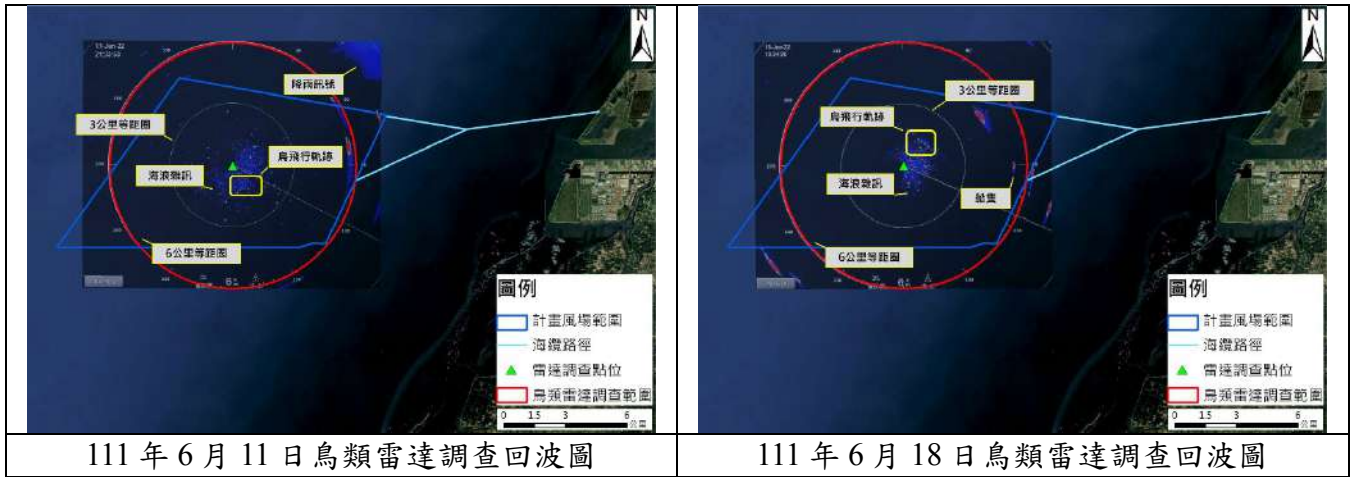 N
11-Jun-22
降雨訊號
3公里等距圈
鳥飛行軌跡
海浪雜訊
6公里等距圈
圖例
計畫風場範圍
海纜路徑
雷達調查點位
鳥類雷達調查範圍
0 1.5 3 6
公里
111 年 6 月 11 日鳥類雷達調查回波圖
N
3公里等距圈
鳥飛行軌跡
海浪雜訊
船隻
6公里等距圈
圖例
計畫風場範圍
海纜路徑
雷達調查點位
鳥類雷達調查範圍
0 1.5 3 6
公里
111 年 6 月 18 日鳥類雷達調查回波圖